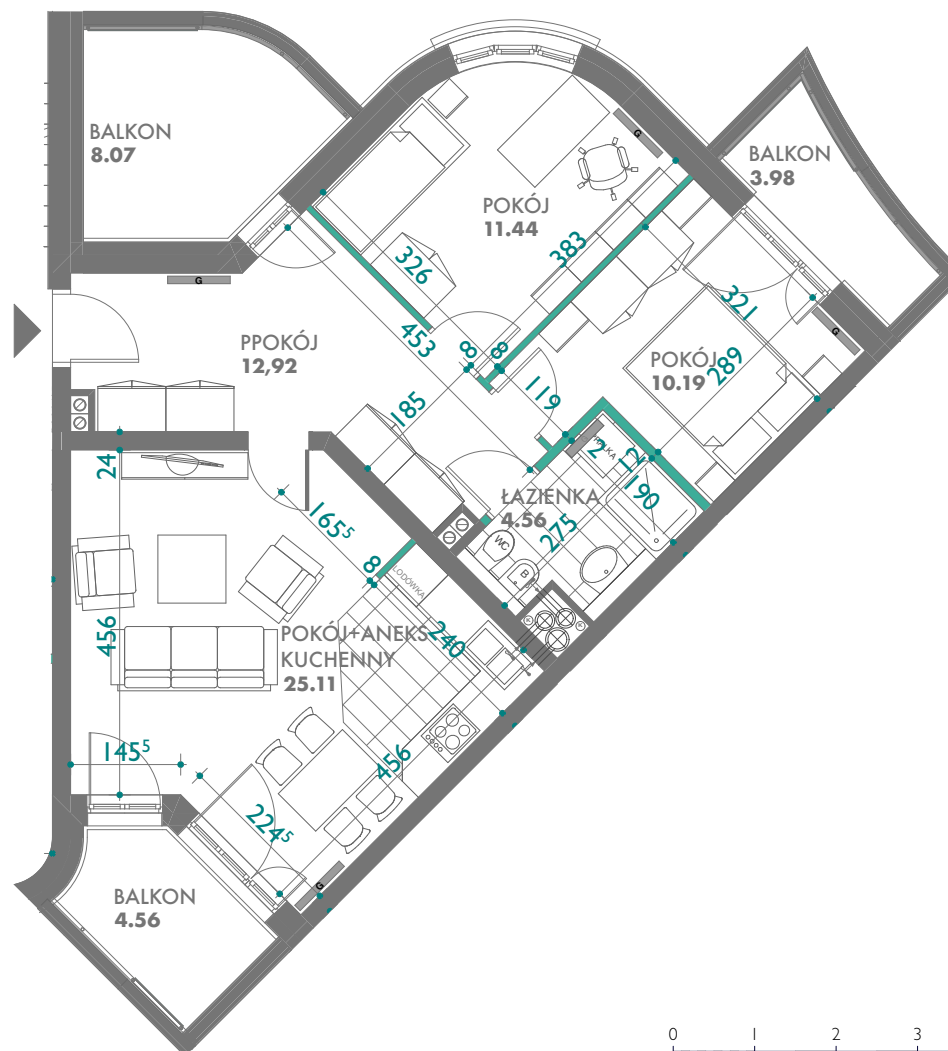 BALKON
8.07
BALKON
3.98
POKÓJ
11.44
G
G
G
G
G
326
383
321
289
453
8
8
119
PPOKÓJ
12,92
POKÓJ
10.19
185
24
2
12
190
PRALKA
ŁAZIENKA
4.56
275
WC
B
165⁵
8
LODÓWKA
240
456
POKÓJ+ANEKS
KUCHENNY
25.11
145⁵
456
224⁵
BALKON
4.56
0 1 2 3